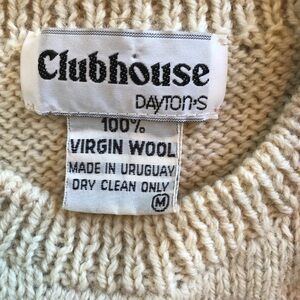 Clubhouse
DAYTON'S
100%
VIRGIN WOOL
MADE IN URUGUAY
DRY CLEAN ONLY
M